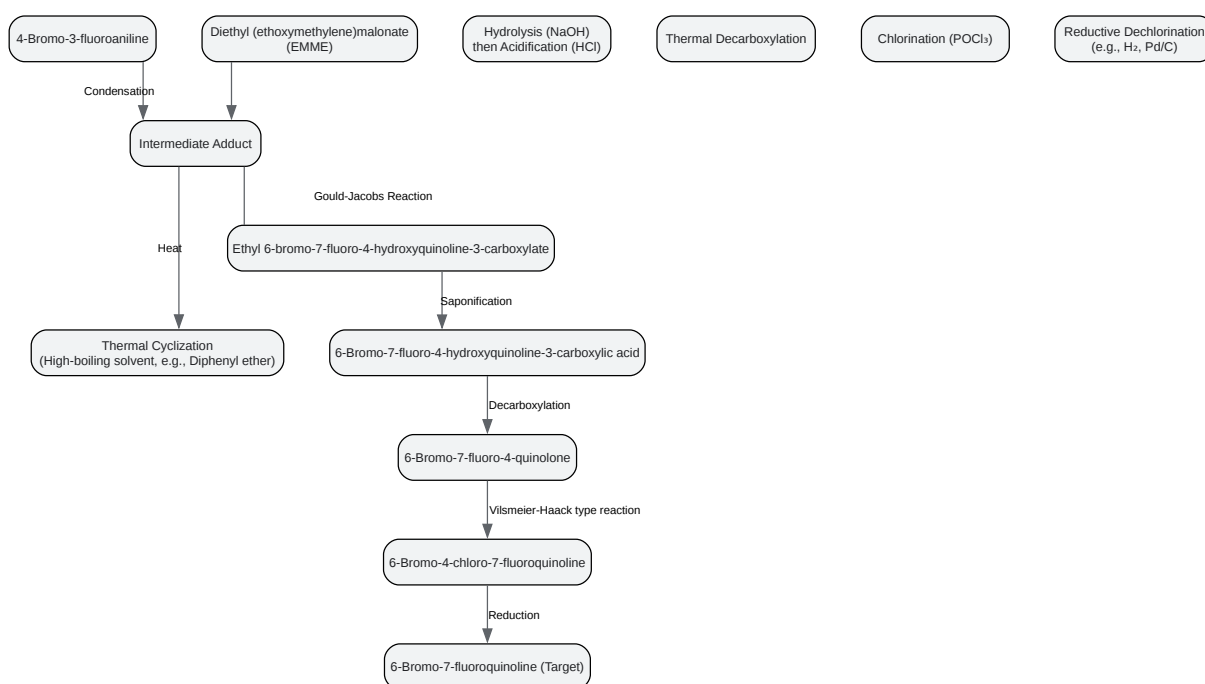 4-Bromo-3-fluoroaniline
Diethyl (ethoxymethylene)malonate
(EMME)
Hydrolysis (NaOH)
then Acidification (HCl)
Thermal Decarboxylation
Chlorination (POCl₃)
Reductive Dechlorination
(e.g., H₂, Pd/C)
Condensation
Intermediate Adduct
Gould-Jacobs Reaction
Heat
Ethyl 6-bromo-7-fluoro-4-hydroxyquinoline-3-carboxylate
Saponification
Thermal Cyclization
(High-boiling solvent, e.g., Diphenyl ether)
6-Bromo-7-fluoro-4-hydroxyquinoline-3-carboxylic acid
Decarboxylation
6-Bromo-7-fluoro-4-quinolone
Vilsmeier-Haack type reaction
6-Bromo-4-chloro-7-fluoroquinoline
Reduction
6-Bromo-7-fluoroquinoline (Target)